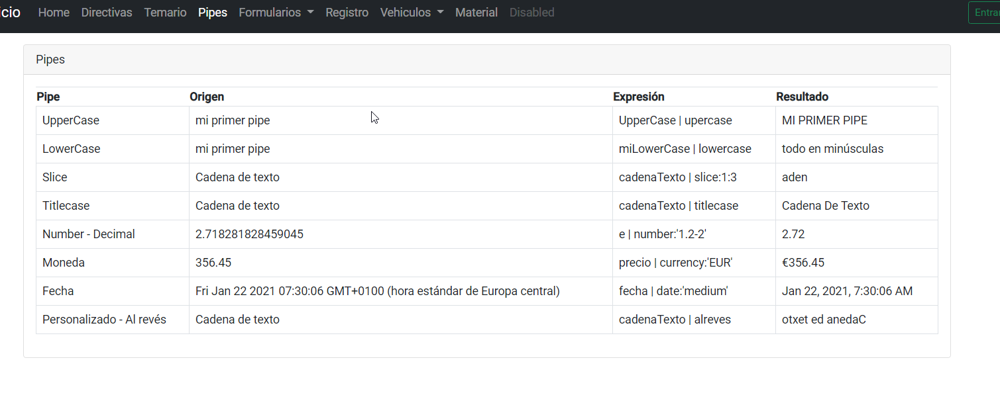 cio Home Directivas Temario Pipes Formularios Registro Vehiculos Material Disabled Entrar
Pipes
Pipe Origen Expresión Resultado
UpperCase mi primer pipe UpperCase | upercase MI PRIMER PIPE
LowerCase mi primer pipe miLowerCase | lowercase todo en minúsculas
Slice Cadena de texto cadenaTexto | slice:1:3 aden
Titlecase Cadena de texto cadenaTexto | titlecase Cadena De Texto
Number - Decimal 2.718281828459045 e | number:'1.2-2' 2.72
Moneda 356.45 precio | currency:'EUR' €356.45
Fecha Fri Jan 22 2021 07:30:06 GMT+0100 (hora estándar de Europa central) fecha | date:'medium' Jan 22, 2021, 7:30:06 AM
Personalizado - Al revés Cadena de texto cadenaTexto | alreves otxet ed anedaC